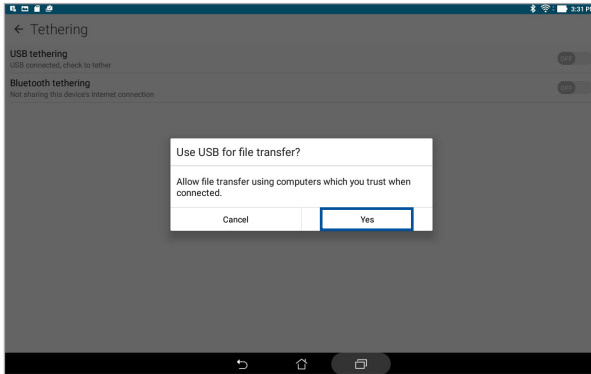 3:31 PM
Tethering
USB tethering
USB connected, check to tether
OFF
Bluetooth tethering
Not sharing this device's internet connection
OFF
Use USB for file transfer?
Allow file transfer using computers which you trust when
connected.
Cancel Yes